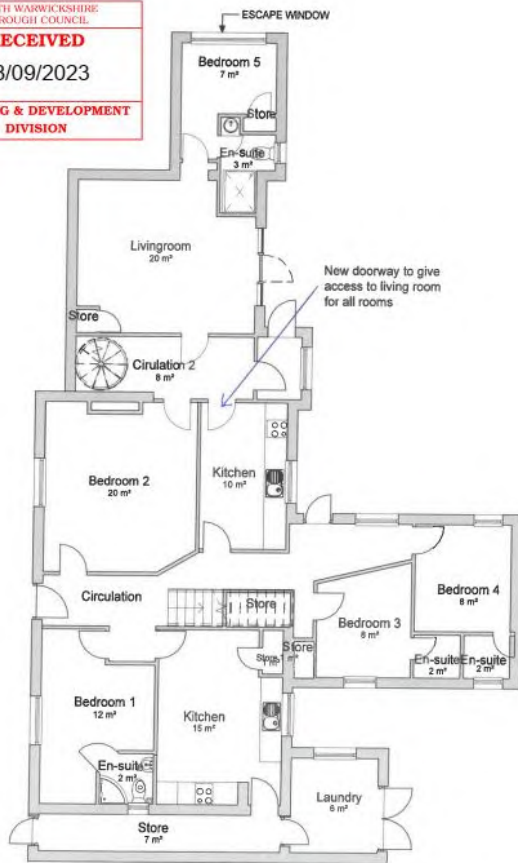 TH WARWICKSHIRE
ROUGH COUNCIL
ECEIVED
3/09/2023
G & DEVELOPMENT
DIVISION
ESCAPE WINDOW
Bedroom 5
7 m²
Store
En-suite
3 m²
Livingroom
20 m²
New doorway to give
access to living room
for all rooms
Store
Cirulation 2
8 m²
Bedroom 2
20 m²
Kitchen
10 m²
Circulation
Store
Bedroom 4
8 m²
Bedroom 3
8 m²
Store
Store
En-suite
2 m²
En-suite
2 m²
Bedroom 1
12 m²
Kitchen
15 m²
En-suite
2 m²
Store
7 m²
Laundry
6 m²